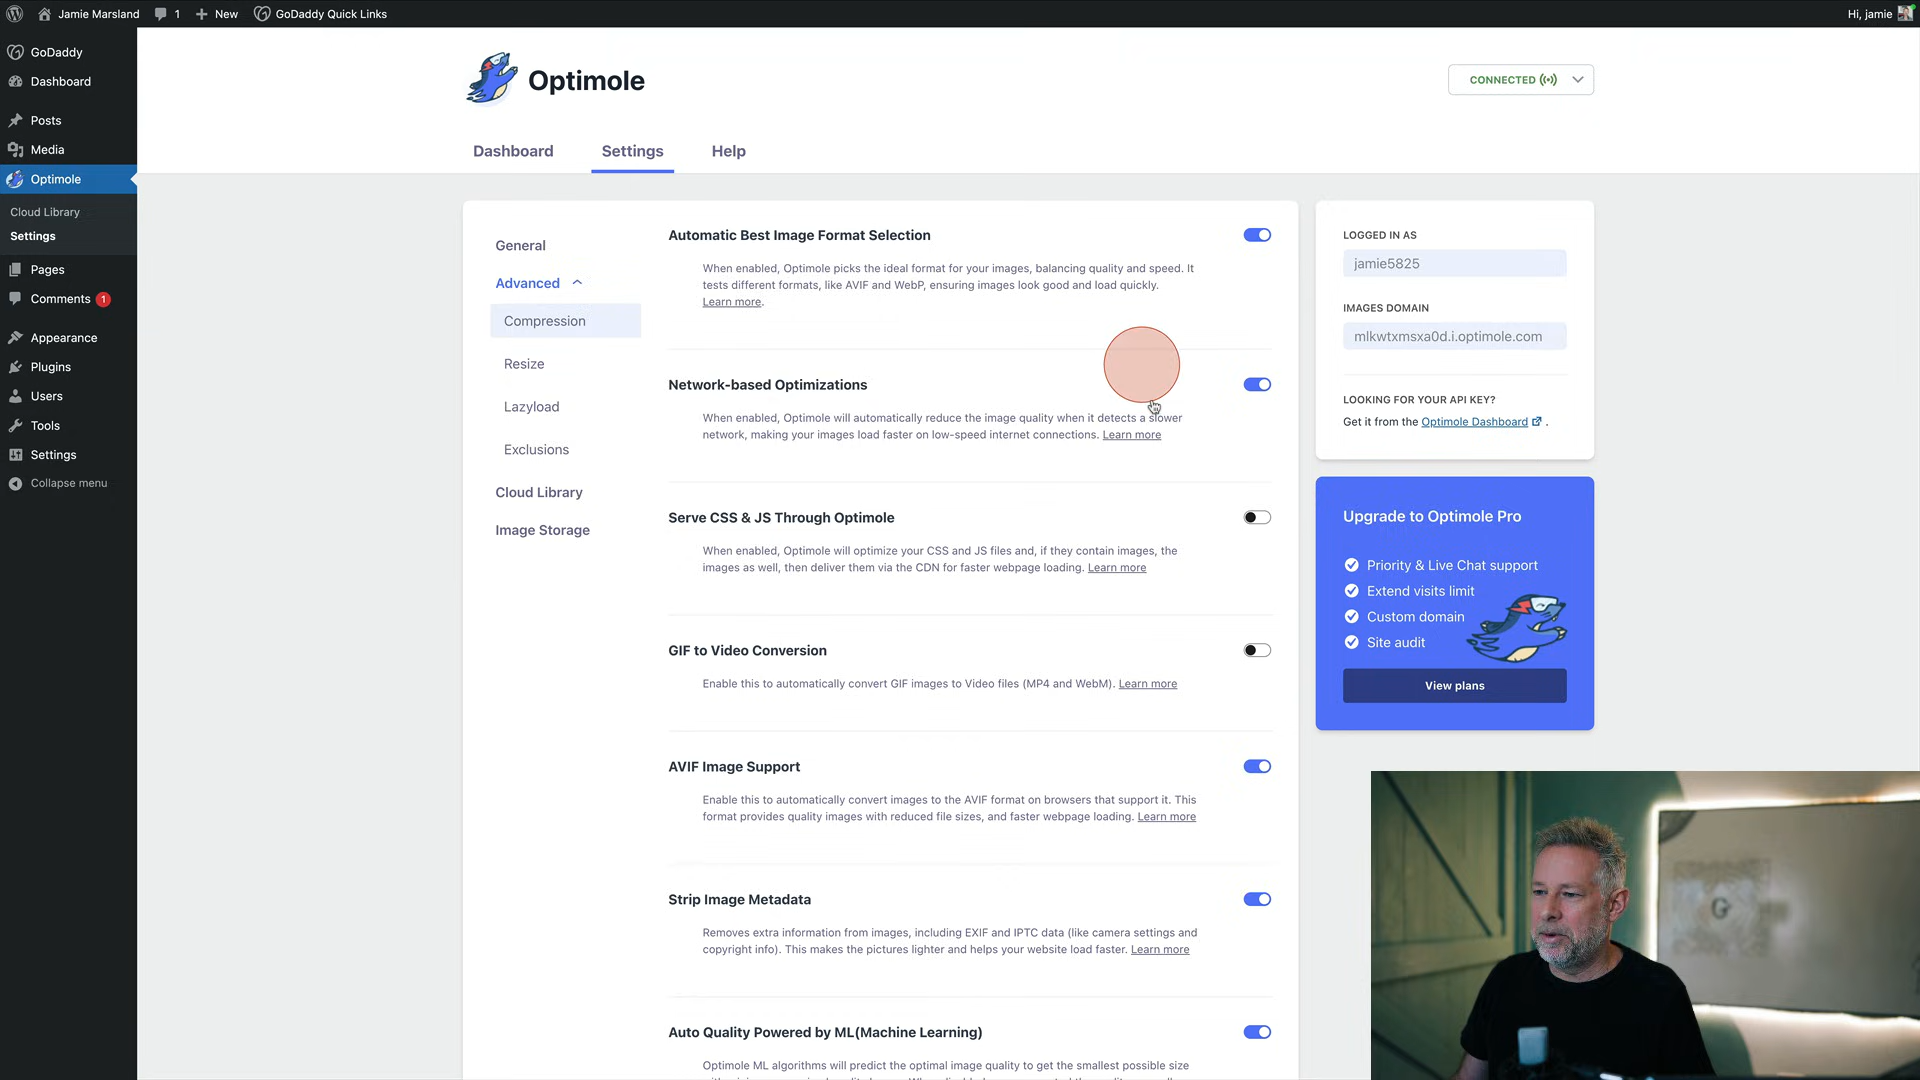 Jamie Marsland
1
New
GoDaddy Quick Links
Hi, jamie
GoDaddy
Dashboard
Posts
Media
Optimole
Cloud Library
Settings
Pages
Comments 1
Appearance
Plugins
Users
Tools
Settings
Collapse menu
Optimole
CONNECTED
Dashboard
Settings
Help
General
Advanced
Compression
Resize
Lazyload
Exclusions
Cloud Library
Image Storage
Automatic Best Image Format Selection
When enabled, Optimole picks the ideal format for your images, balancing quality and speed. It
tests different formats, like AVIF and WebP, ensuring images look good and load quickly.
Learn more.
Network-based Optimizations
When enabled, Optimole will automatically reduce the image quality when it detects a slower
network, making your images load faster on low-speed internet connections. Learn more
Serve CSS & JS Through Optimole
When enabled, Optimole will optimize your CSS and JS files and, if they contain images, the
images as well, then deliver them via the CDN for faster webpage loading. Learn more
GIF to Video Conversion
Enable this to automatically convert GIF images to Video files (MP4 and WebM). Learn more
AVIF Image Support
Enable this to automatically convert images to the AVIF format on browsers that support it. This
format provides quality images with reduced file sizes, and faster webpage loading. Learn more
Strip Image Metadata
Removes extra information from images, including EXIF and IPTC data (like camera settings and
copyright info). This makes the pictures lighter and helps your website load faster. Learn more
Auto Quality Powered by ML(Machine Learning)
Optimole ML algorithms will predict the optimal image quality to get the smallest possible size
LOGGED IN AS
jamie5825
IMAGES DOMAIN
mlkwtxmsxa0d.i.optimole.com
LOOKING FOR YOUR API KEY?
Get it from the Optimole Dashboard .
Upgrade to Optimole Pro
Priority & Live Chat support
Extend visits limit
Custom domain
Site audit
View plans